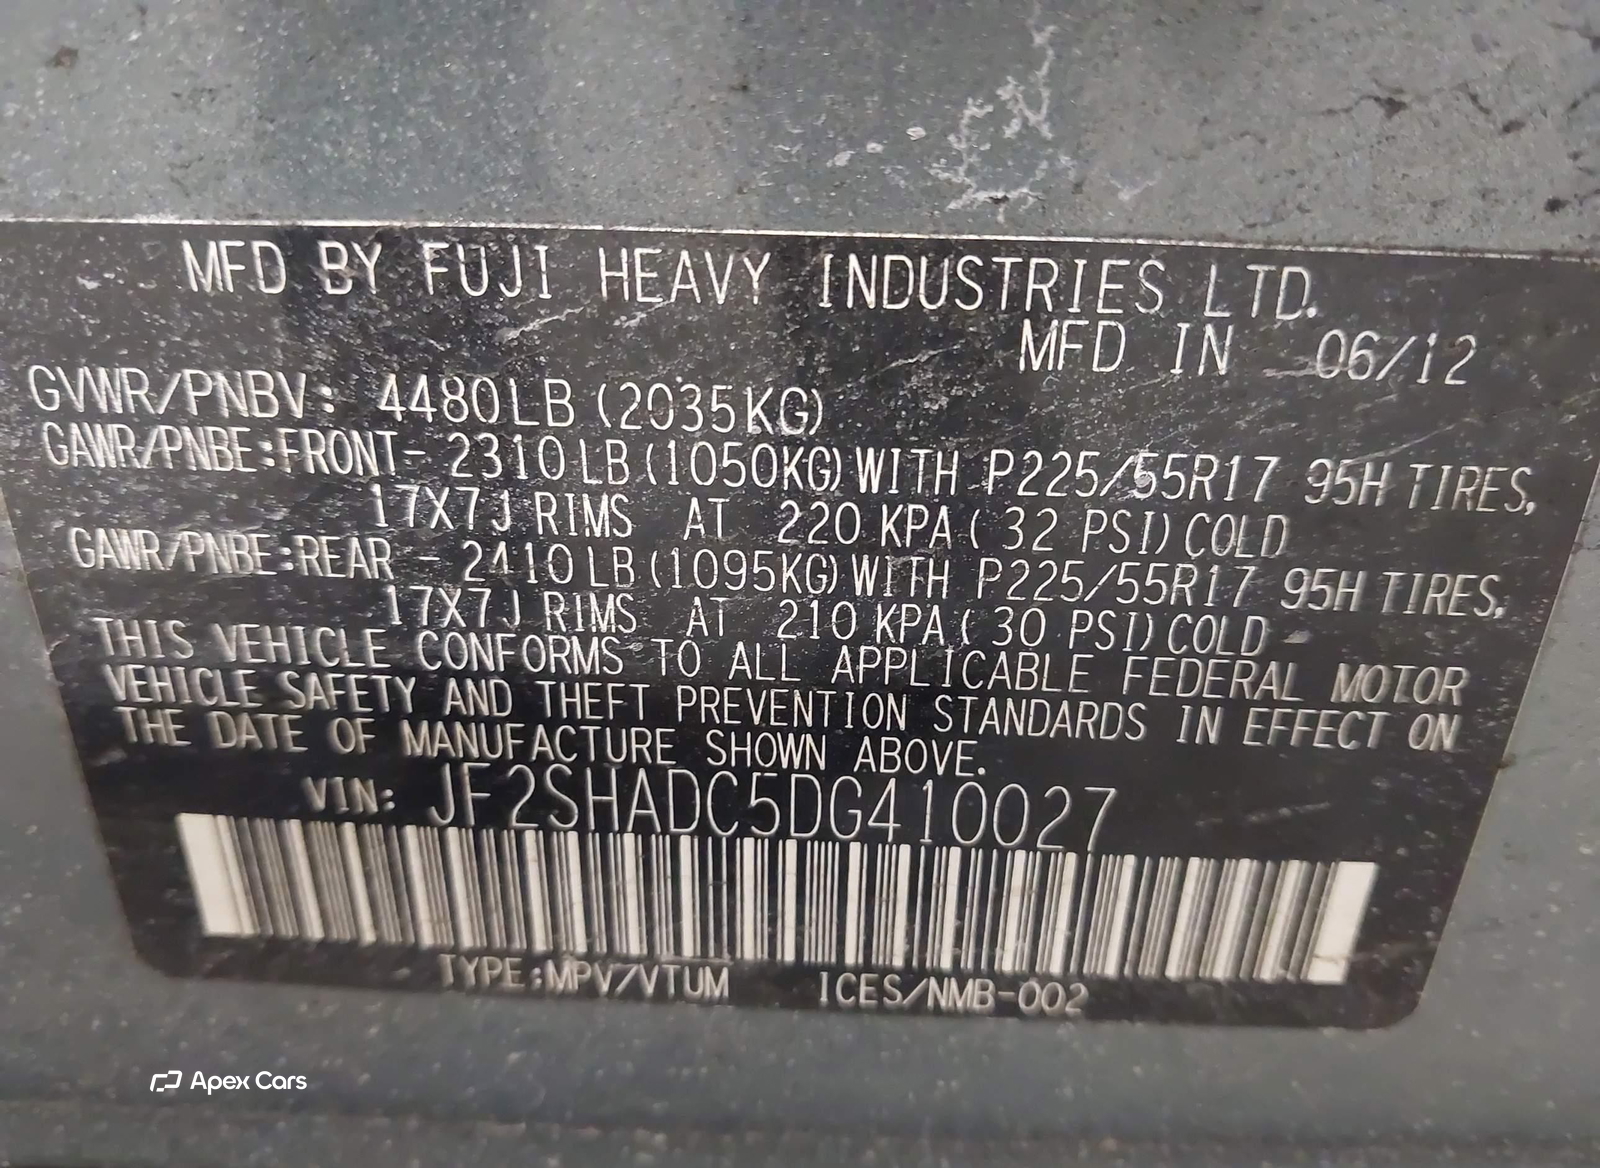 MFD BY FUJI HEAVY INDUSTRIES LTD.
MFD IN 06/12
GVWR/PNBV: 4480LB (2035KG)
GAWR/PNBE:FRONT- 2310LB(1050KG)WITH P225/55R17 95H TIRES,
17X7J RIMS AT 220 KPA( 32 PSI)COLD
GAWR/PNBE:REAR - 2410LB(1095KG)WITH P225/55R17 95H TIRES,
17X7J RIMS AT 210 KPA( 30 PSI)COLD
THIS VEHICLE CONFORMS TO ALL APPLICABLE FEDERAL MOTOR
VEHICLE SAFETY AND THEFT PREVENTION STANDARDS IN EFFECT ON
THE DATE OF MANUFACTURE SHOWN ABOVE.
VIN: JF2SHADC5DG410027
TYPE:MPV/VTUM ICES/NMB-002
Apex Cars